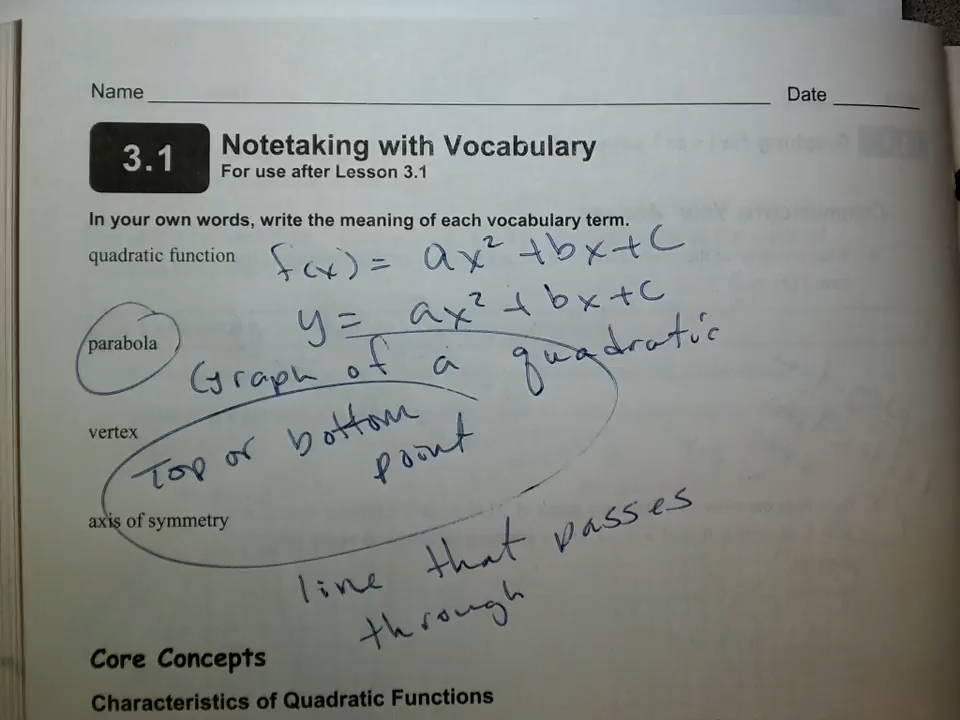 Name Date
3.1 Notetaking with Vocabulary
For use after Lesson 3.1
In your own words, write the meaning of each vocabulary term.
quadratic function f(x) = ax² + bx + c
y = ax² + bx + c
parabola
Graph of a quadratic
vertex
Top or bottom
point
axis of symmetry
line that passes
through
Core Concepts
Characteristics of Quadratic Functions